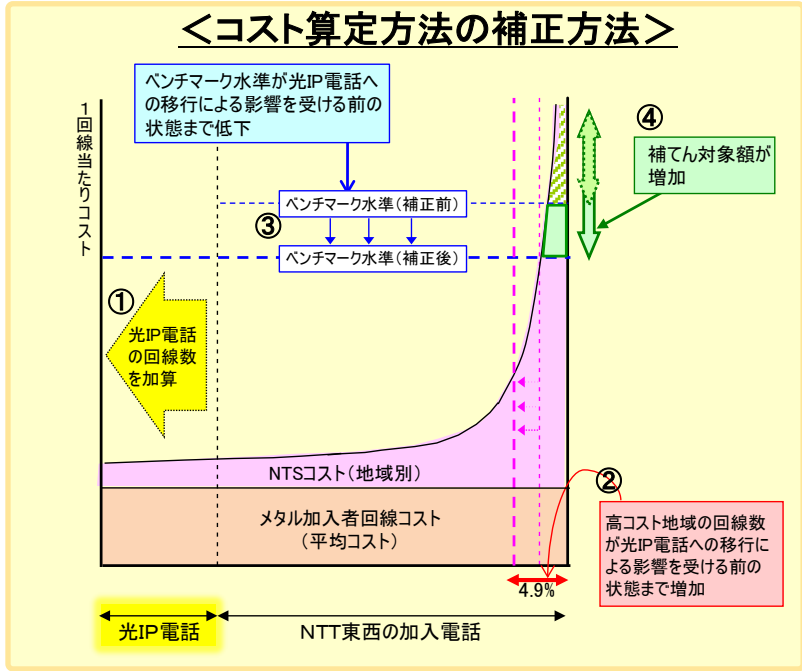 ＜コスト算定方法の補正方法＞
ベンチマーク水準が光IP電話へ
の移行による影響を受ける前の
状態まで低下
１回線当たりコスト
④
補てん対象額が
増加
ベンチマーク水準(補正前)
③
ベンチマーク水準(補正後)
①
光IP電話
の回線数
を加算
NTSコスト(地域別)
②
メタル加入者回線コスト
(平均コスト)
高コスト地域の回線数
が光IP電話への移行に
よる影響を受ける前の
状態まで増加
4.9%
光IP電話
NTT東西の加入電話